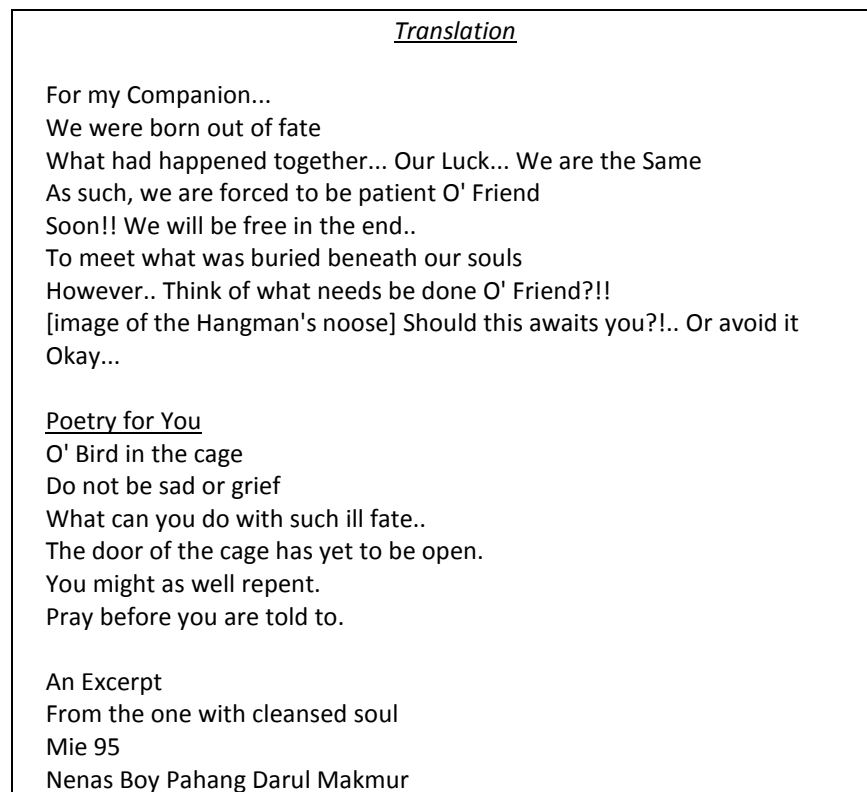 Translation
For my Companion...
We were born out of fate
What had happened together... Our Luck... We are the Same
As such, we are forced to be patient O' Friend
Soon!! We will be free in the end..
To meet what was buried beneath our souls
However.. Think of what needs be done O' Friend?!!
[image of the Hangman's noose] Should this awaits you?!.. Or avoid it
Okay...
Poetry for You
O' Bird in the cage
Do not be sad or grief
What can you do with such ill fate..
The door of the cage has yet to be open.
You might as well repent.
Pray before you are told to.
An Excerpt
From the one with cleansed soul
Mie 95
Nenas Boy Pahang Darul Makmur